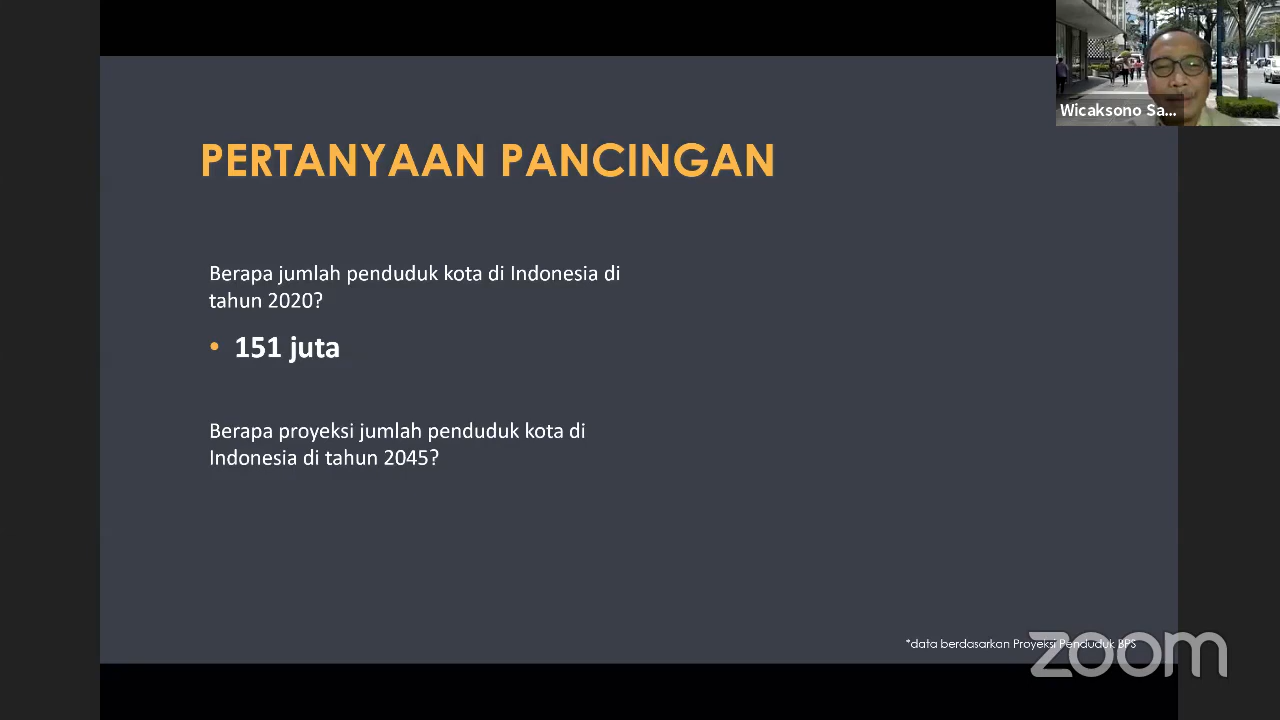 Wicaksono Sa...
PERTANYAAN PANCINGAN
Berapa jumlah penduduk kota di Indonesia di
tahun 2020?
• 151 juta
Berapa proyeksi jumlah penduduk kota di
Indonesia di tahun 2045?
*data berdasarkan Proyeksi Penduduk BPS
zoom